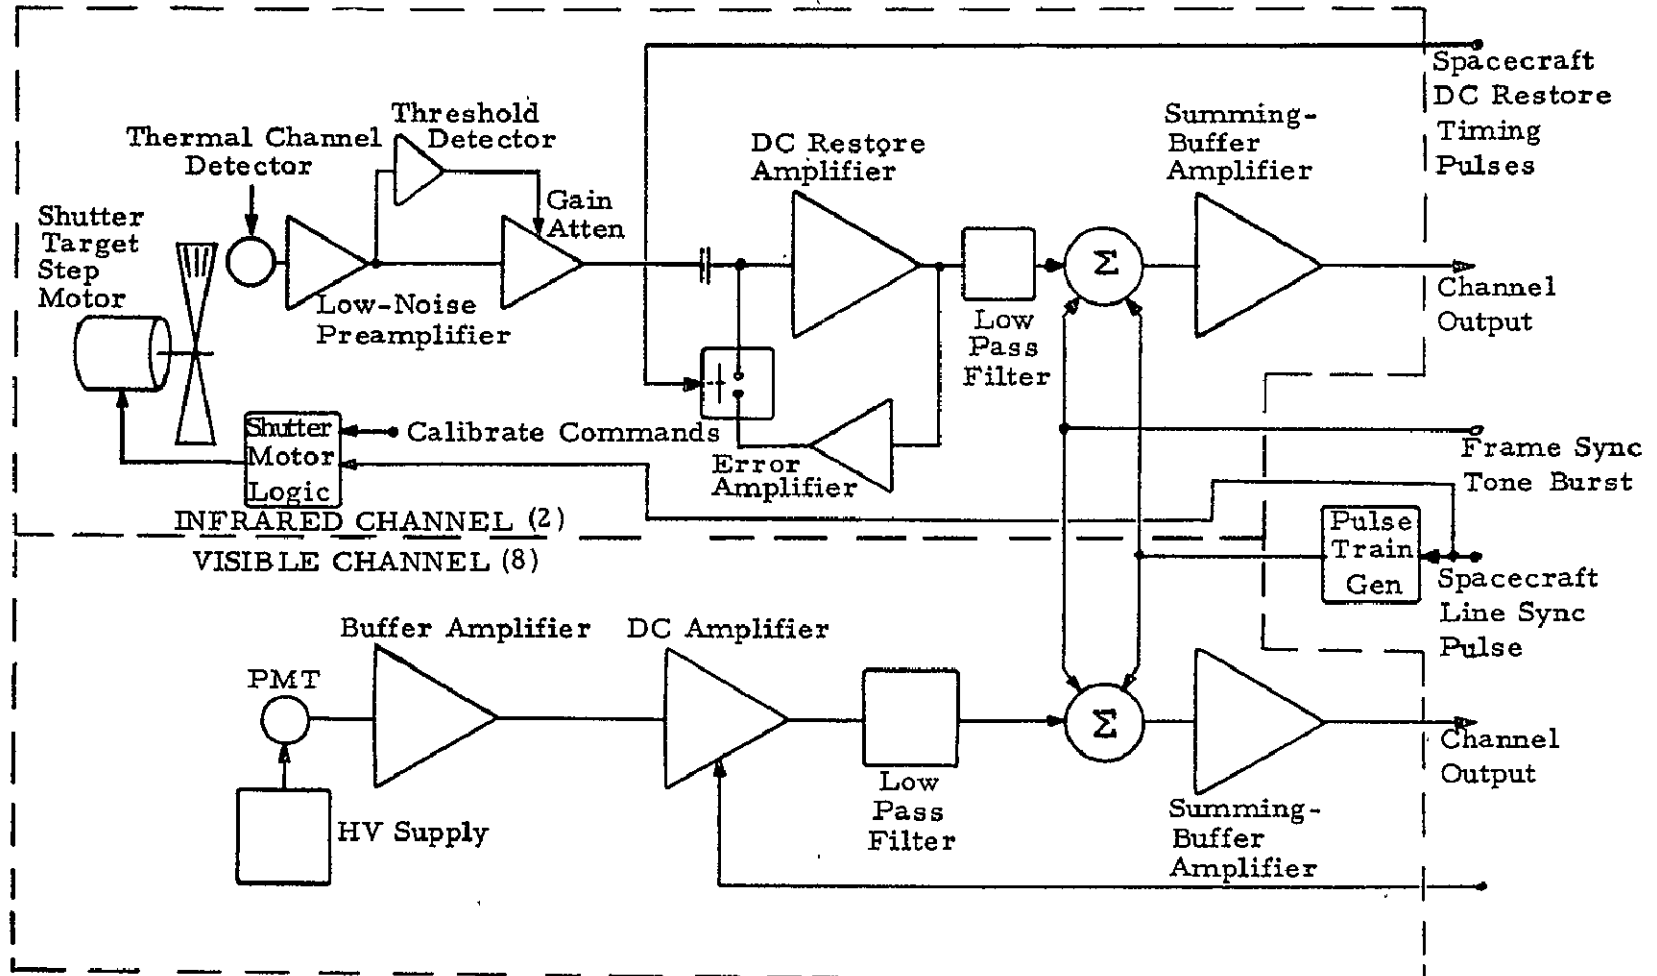 Spacecraft
DC Restore
Timing
Pulses
Threshold
Detector
Thermal Channel
Detector
Summing-
Buffer
Amplifier
DC Restore
Amplifier
Gain
Atten
Shutter
Target
Step
Motor
Low-Noise
Preamplifier
Σ
Low
Pass
Filter
Channel
Output
Shutter
Motor
Logic
Calibrate Commands
Error
Amplifier
Frame Sync
Tone Burst
INFRARED CHANNEL (2)
VISIBLE CHANNEL (8)
Pulse
Train
Gen
Spacecraft
Line Sync
Pulse
Buffer Amplifier
DC Amplifier
PMT
HV Supply
Low
Pass
Filter
Σ
Channel
Output
Summing-
Buffer
Amplifier